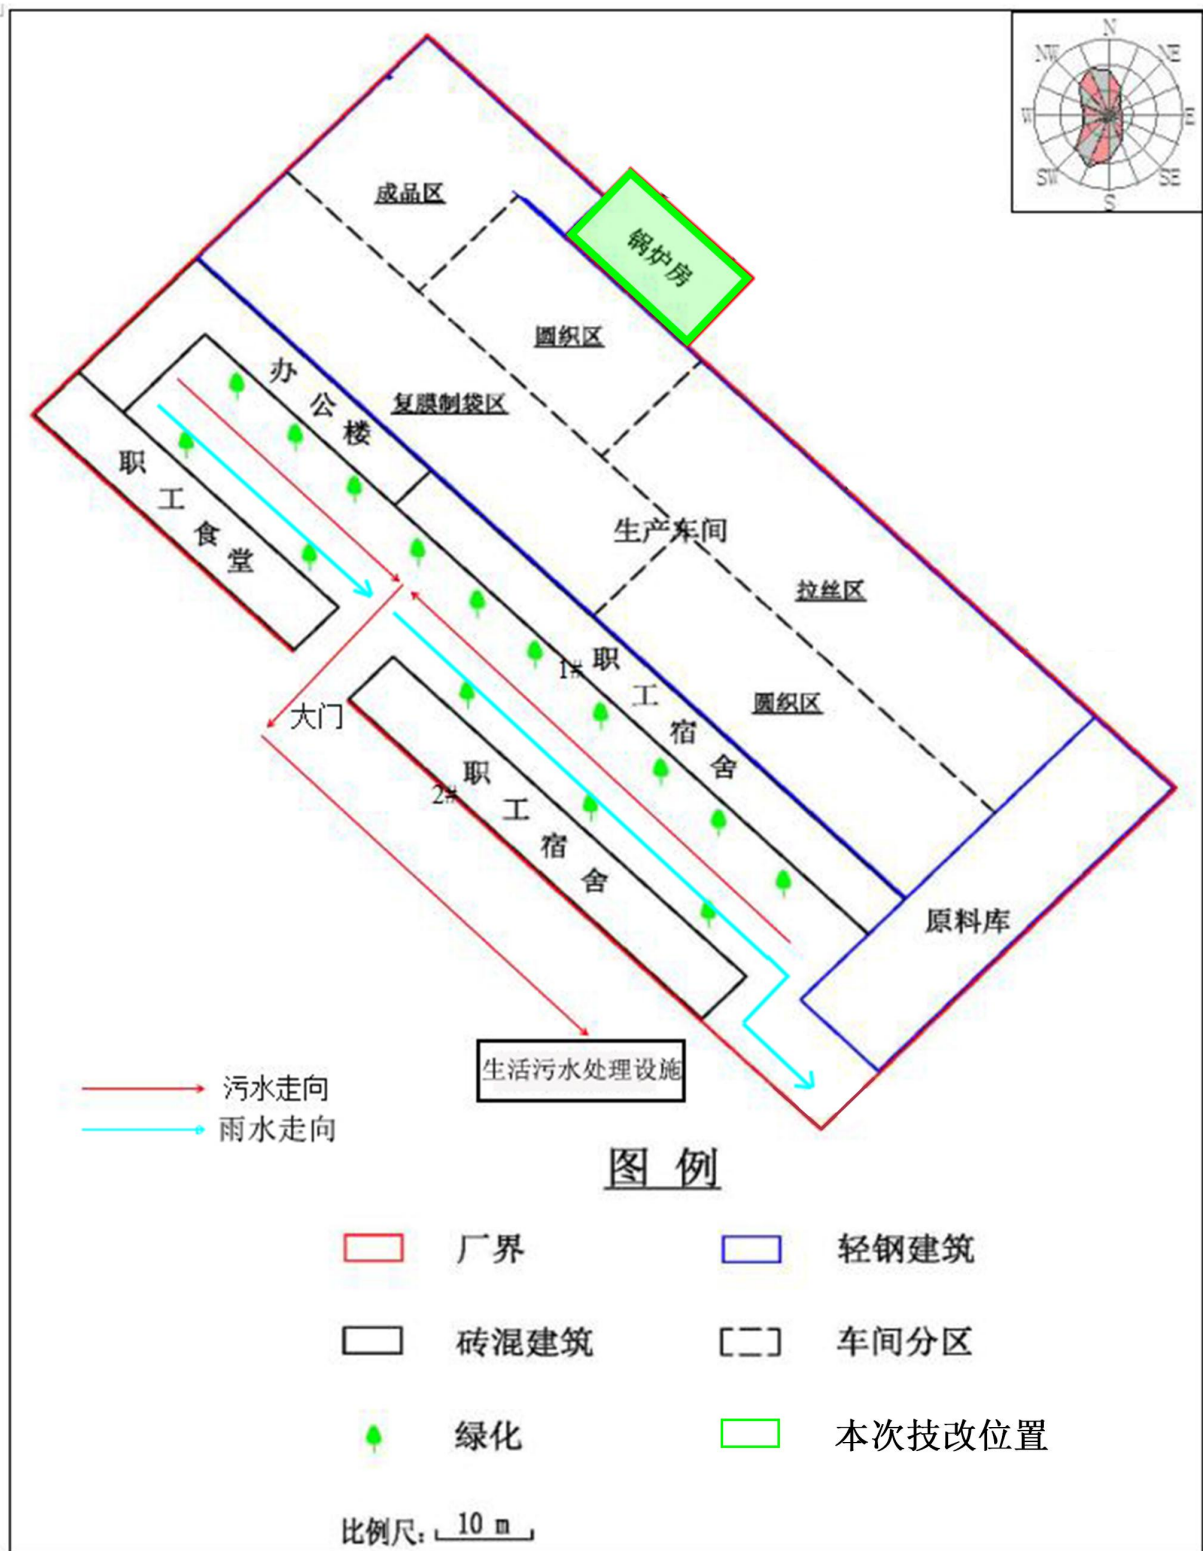 N
NW
NE
W
E
SW
SE
S
成品区
锅炉房
圆织区
办公楼
复膜制袋区
职工食堂
生产车间
拉丝区
1#
职工宿舍
圆织区
大门
2#
职工宿舍
原料库
生活污水处理设施
污水走向
雨水走向
图 例
厂界
轻钢建筑
砖混建筑
车间分区
绿化
本次技改位置
比例尺: 10 m